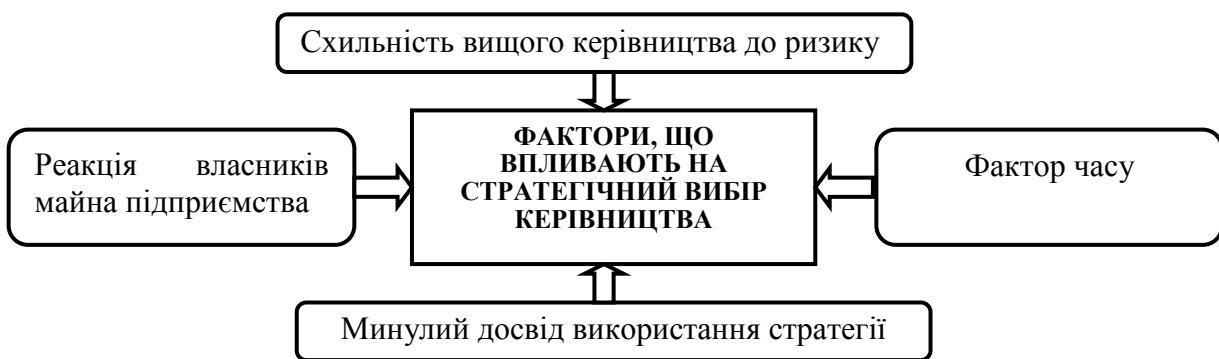 Схильність вищого керівництва до ризику
Реакція власників
майна підприємства
ФАКТОРИ, ЩО
ВПЛИВАЮТЬ НА
СТРАТЕГІЧНИЙ ВИБІР
КЕРІВНИЦТВА
Фактор часу
Минулий досвід використання стратегії